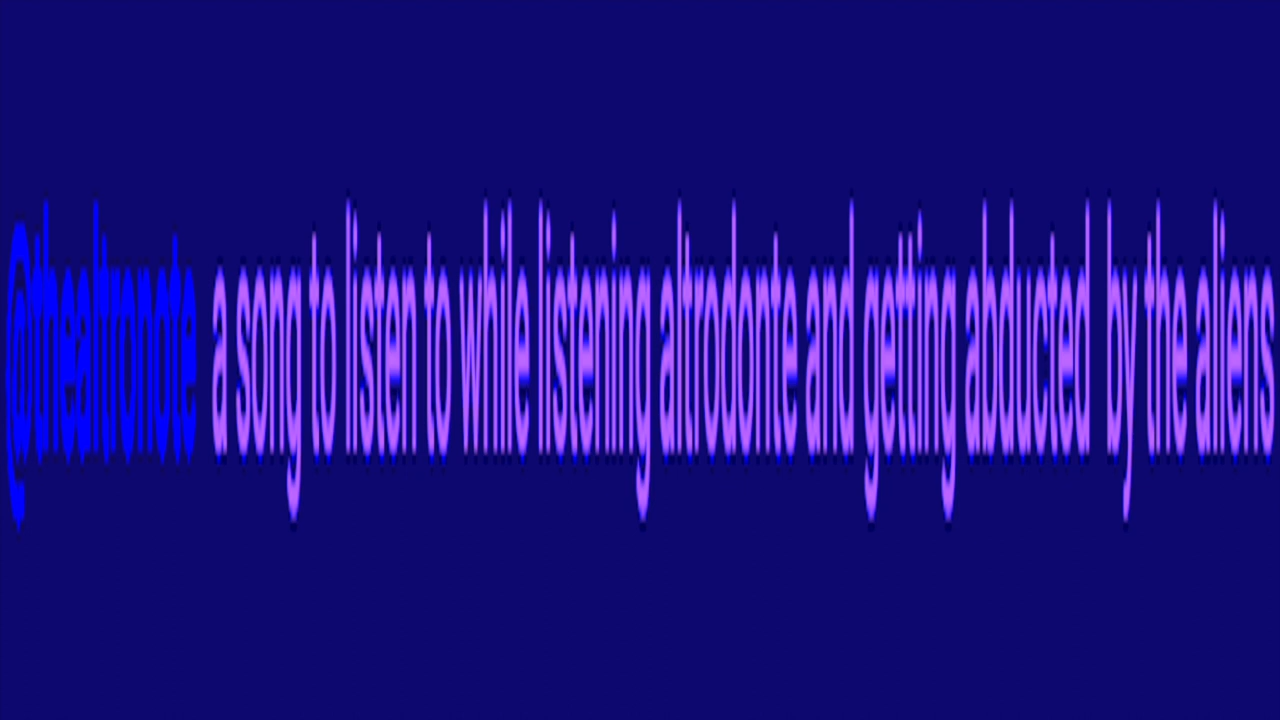 @thealtronote a song to listen to while listening altrodonte and getting abducted by the aliens